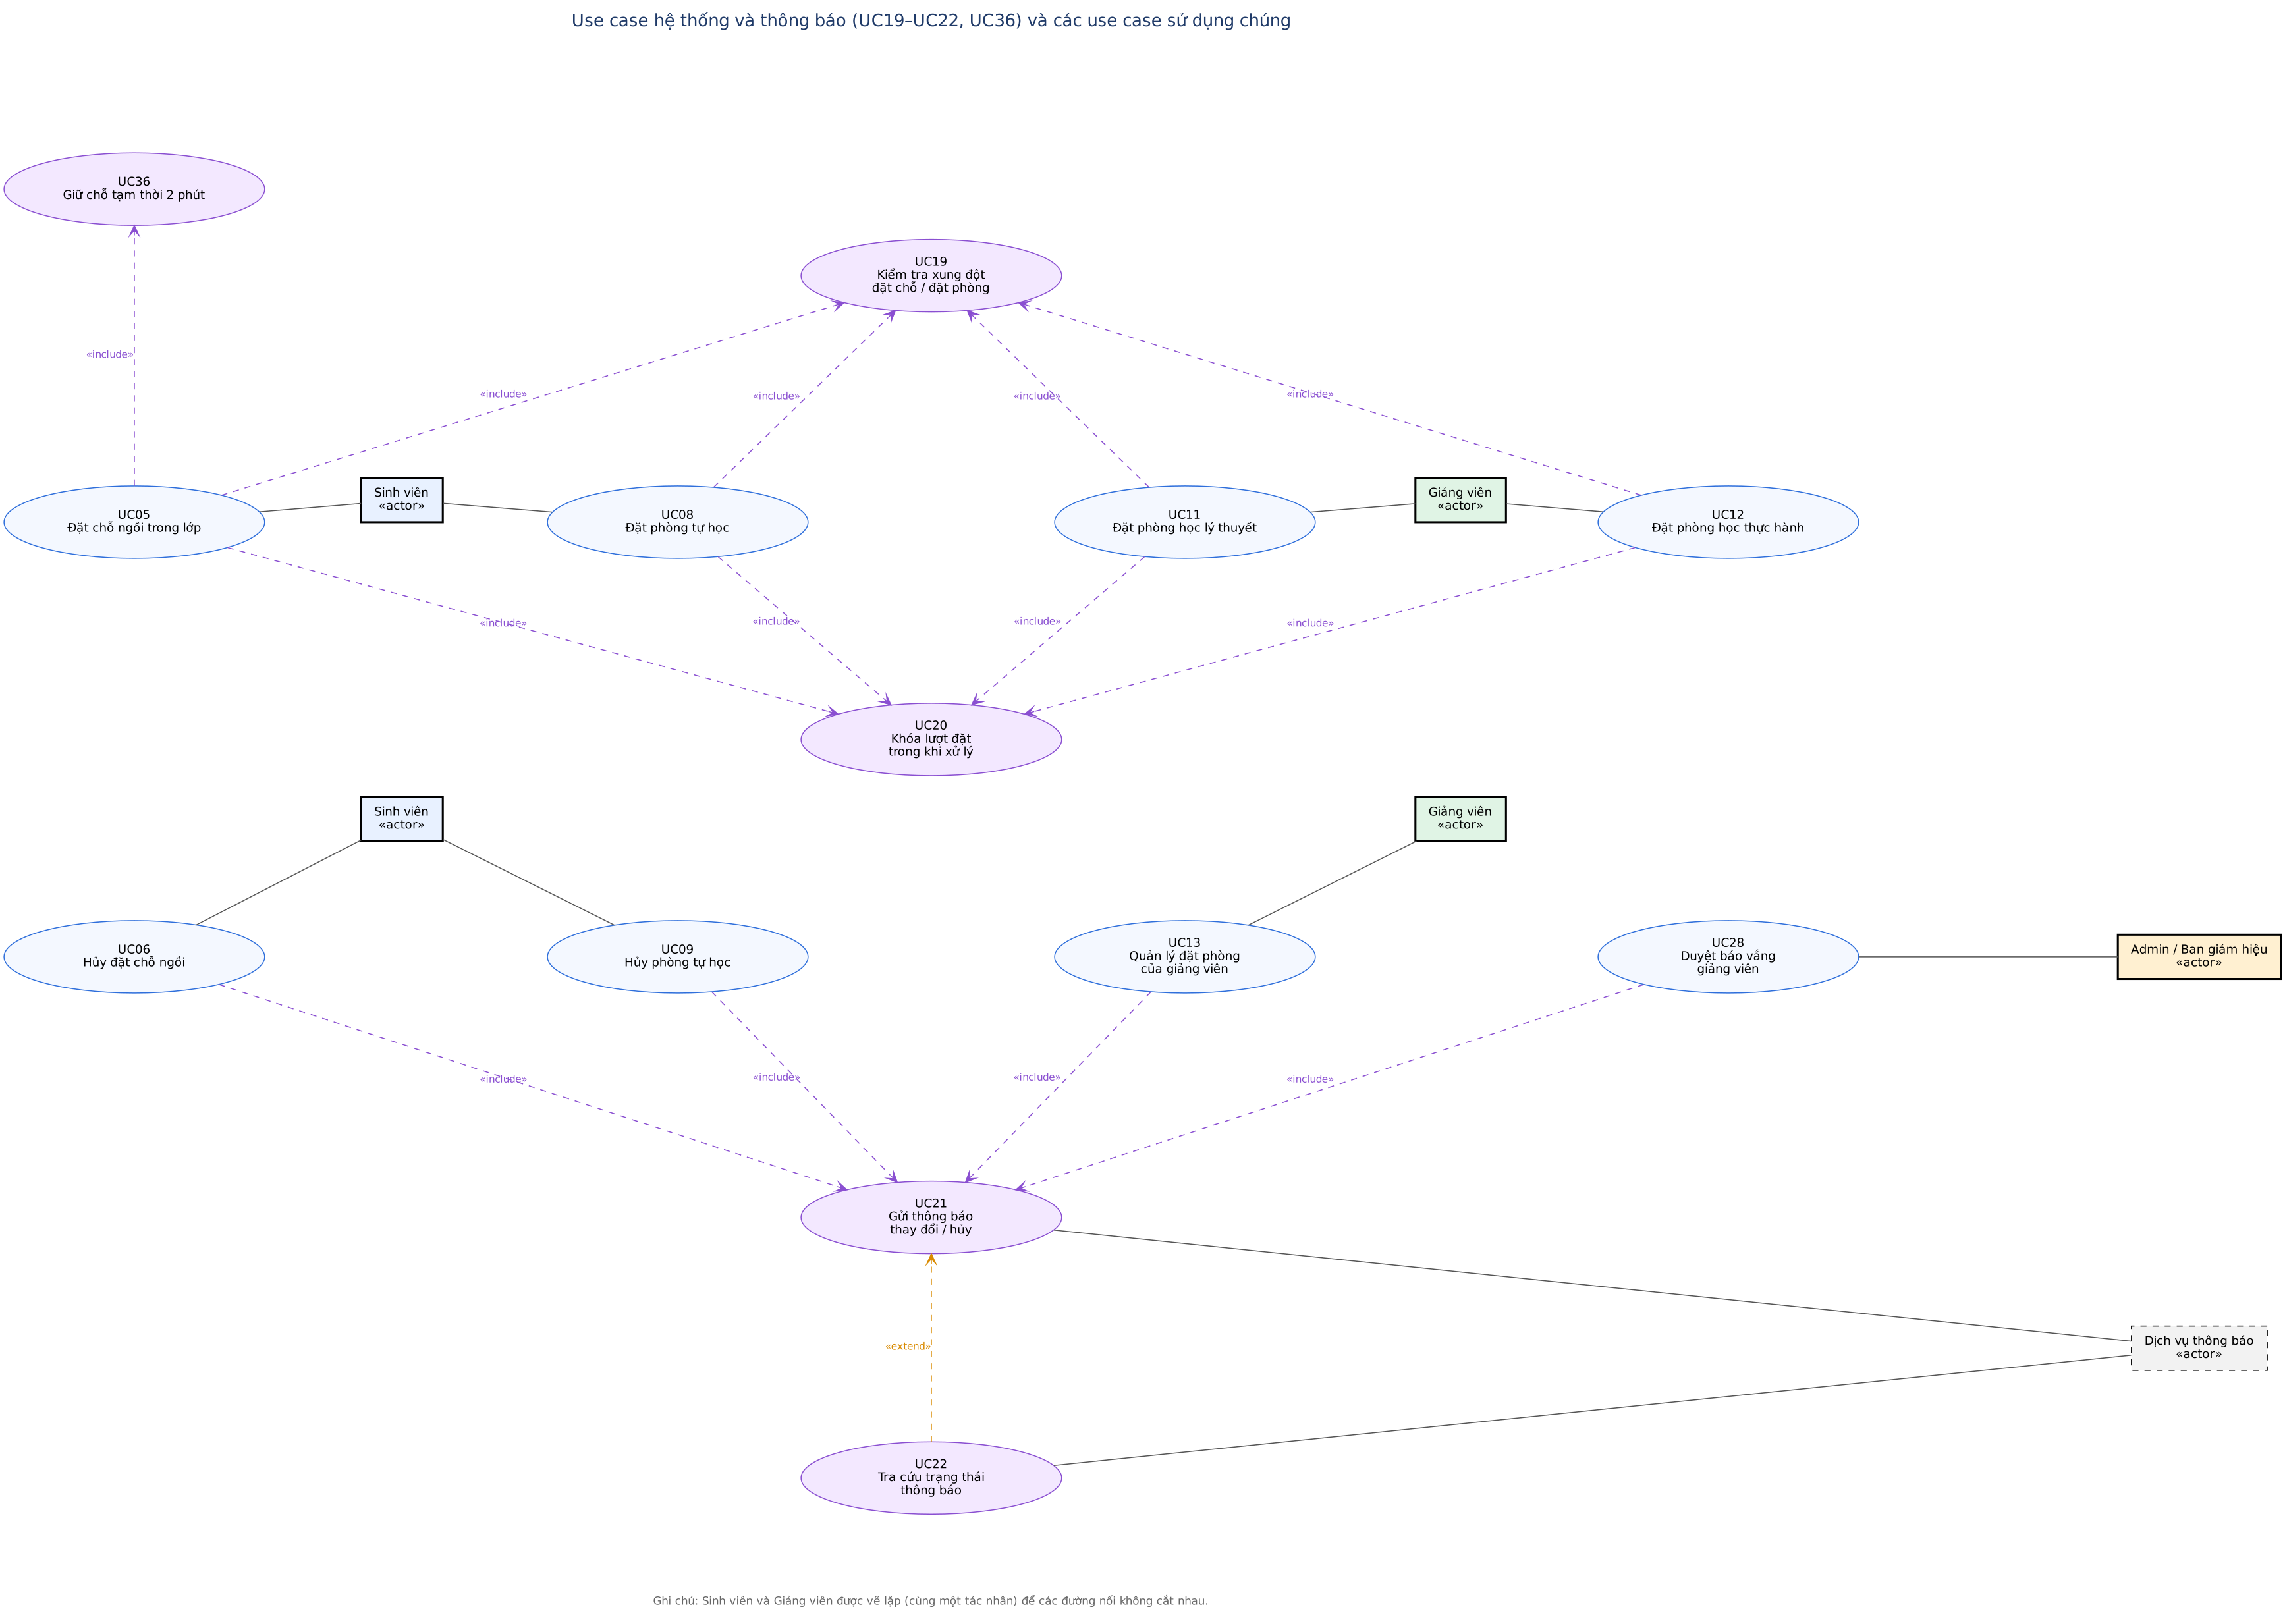 Use case hệ thống và thông báo (UC19–UC22, UC36) và các use case sử dụng chúng
UC36
Giữ chỗ tạm thời 2 phút
UC19
Kiểm tra xung đột
đặt chỗ / đặt phòng
«include»
«include»
«include»
«include»
«include»
Sinh viên
«actor»
Giảng viên
«actor»
UC05
Đặt chỗ ngồi trong lớp
UC08
Đặt phòng tự học
UC11
Đặt phòng học lý thuyết
UC12
Đặt phòng học thực hành
«include»
«include»
«include»
«include»
UC20
Khóa lượt đặt
trong khi xử lý
Sinh viên
«actor»
Giảng viên
«actor»
UC06
Hủy đặt chỗ ngồi
UC09
Hủy phòng tự học
UC13
Quản lý đặt phòng
của giảng viên
UC28
Duyệt báo vắng
giảng viên
Admin / Ban giám hiệu
«actor»
«include»
«include»
«include»
«include»
UC21
Gửi thông báo
thay đổi / hủy
«extend»
Dịch vụ thông báo
«actor»
UC22
Tra cứu trạng thái
thông báo
Ghi chú: Sinh viên và Giảng viên được vẽ lặp (cùng một tác nhân) để các đường nối không cắt nhau.